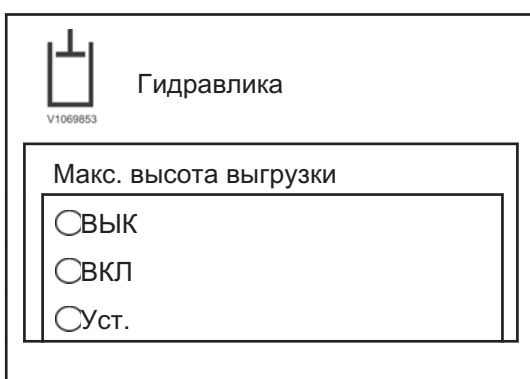 V1069853
Гидравлика
Макс. высота выгрузки
ВЫК
ВКЛ
Уст.